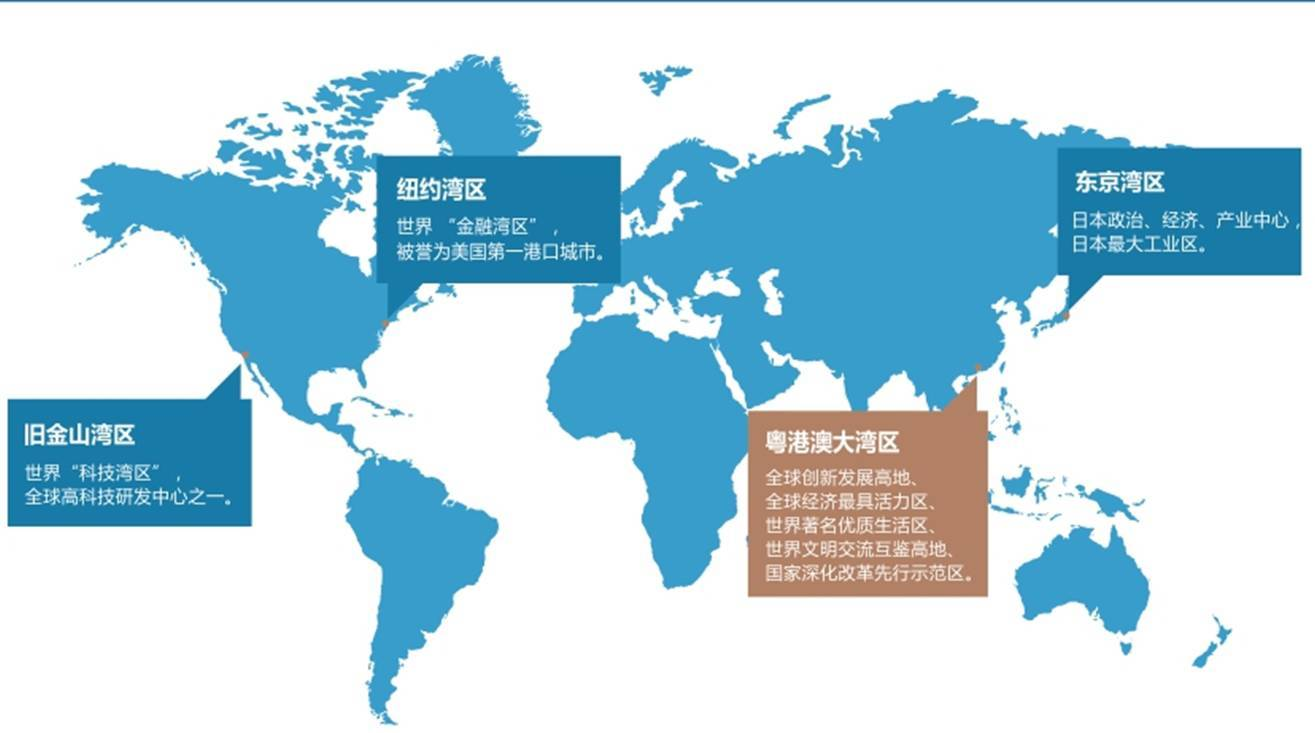 纽约湾区
世界 “金融湾区” ，
被誉为美国第一港口城市。
东京湾区
日本政治、经济、产业中心，
日本最大工业区。
旧金山湾区
世界“科技湾区” ，
全球高科技研发中心之一。
粤港澳大湾区
全球创新发展高地、
全球经济最具活力区、
世界著名优质生活区、
世界文明交流互鉴高地、
国家深化改革先行示范区。